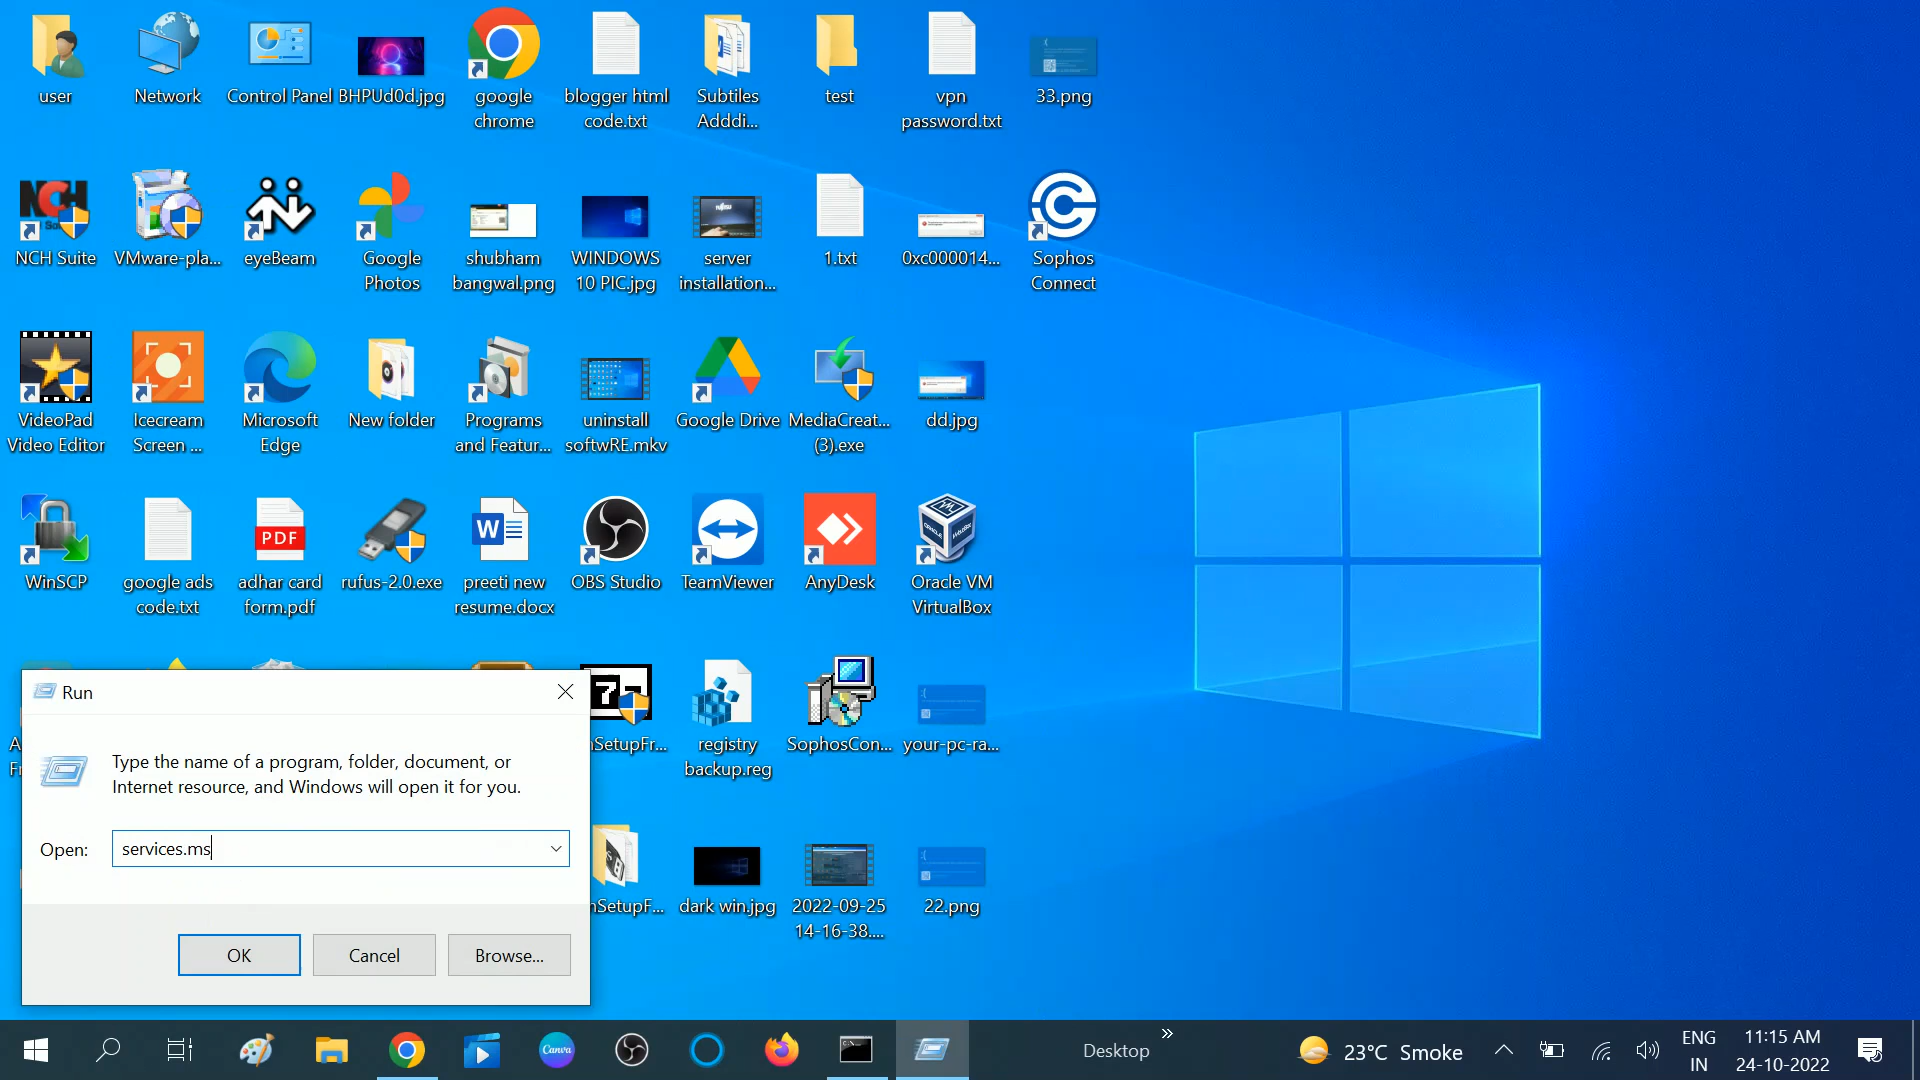 user
Network
Control Panel
BHPUd0d.jpg
google
chrome
blogger html
code.txt
Subtiles
Adddi...
test
vpn
password.txt
33.png
NCH Suite
VMware-pla...
eyeBeam
Google
Photos
shubham
bangwal.png
WINDOWS
10 PIC.jpg
server
installation...
1.txt
0xc000014...
Sophos
Connect
VideoPad
Video Editor
Icecream
Screen ...
Microsoft
Edge
New folder
Programs
and Featur...
uninstall
softwRE.mkv
Google Drive
MediaCreat...
(3).exe
dd.jpg
WinSCP
google ads
code.txt
PDF
adhar card
form.pdf
rufus-2.0.exe
W
preeti new
resume.docx
OBS Studio
TeamViewer
AnyDesk
Oracle VM
VirtualBox
nSetupFr...
registry
backup.reg
SophosCon...
your-pc-ra...
nSetupF...
dark win.jpg
2022-09-25
14-16-38....
22.png
Run
Type the name of a program, folder, document, or
Internet resource, and Windows will open it for you.
Open:
services.ms
OK
Cancel
Browse...
Canva
Desktop
23°C Smoke
ENG
IN
11:15 AM
24-10-2022